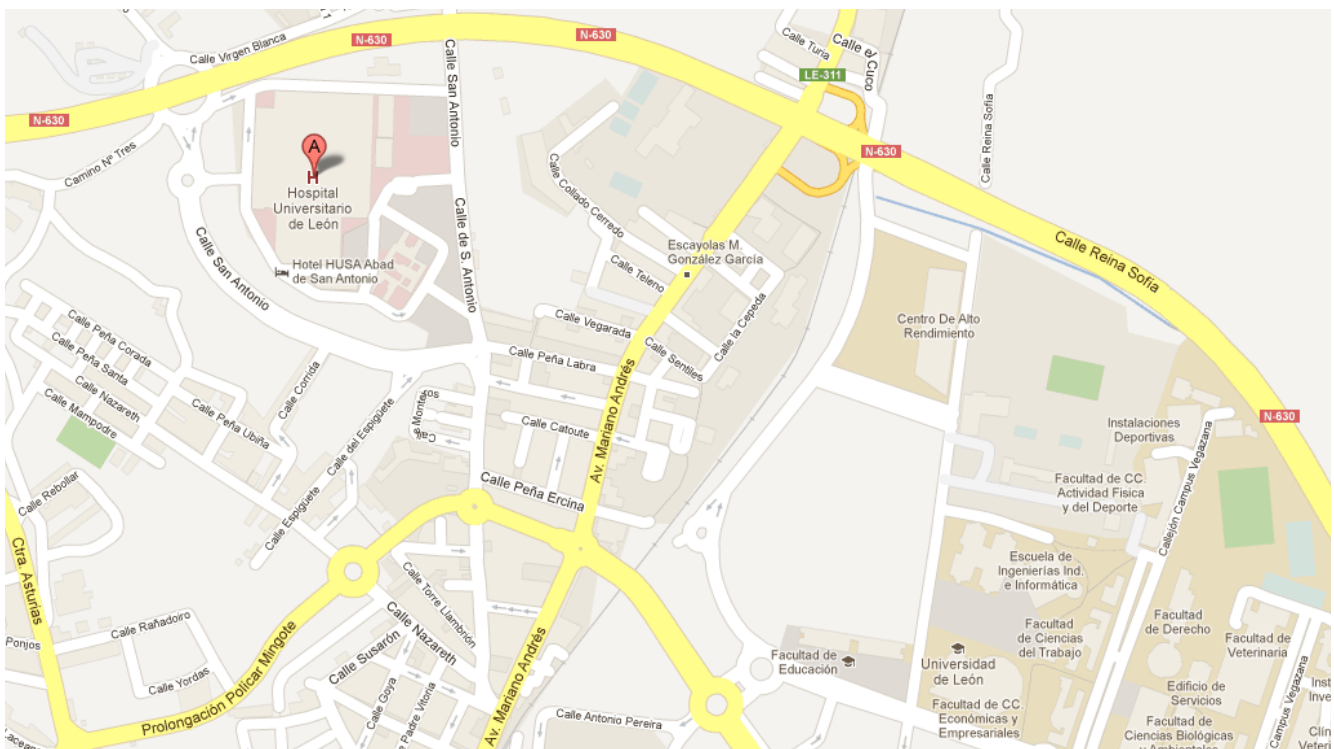 Calle Virgen Blanca
N-630
N-630
N-630
N-630
N-630
Calle San Antonio
Calle Turia
Calle el Cuco
LE-311
Calle Reina Sofia
Camino Nº Tres
A
H
Hospital
Universitario
de León
Calle Collado Cerredo
Calle San Antonio
Calle de S. Antonio
Hotel HUSA Abad
de San Antonio
Escayolas M.
González García
Calle Teleno
Calle Reina Sofia
Calle Vegarada
Calle la Cepeda
Calle Sentiles
Centro De Alto
Rendimiento
Calle Peña Corada
Calle Peña Santa
Calle Nazareth
Calle Mampodre
Calle Peña Ubiña
Calle Corrida
Calle Peña Labra
Av. Mariano Andrés
Calle Catoute
Calle del Espigüete
Calle Espigüete
Calle Peña Ercina
Instalaciones
Deportivas
Facultad de CC.
Actividad Física
y del Deporte
Callejón Campus Vegazana
Calle Rebollar
Ctra. Asturias
Escuela de
Ingenierías Ind.
e Informática
Calle Torre Llambrión
Calle Nazareth
Calle Susarón
Facultad
de Ciencias
del Trabajo
Facultad
de Derecho
Facultad de
Veterinaria
Ponjos
Calle Rañadoiro
Calle Yordas
Prolongación Polícar Mingote
Calle Goya
Padre Vitoria
Av. Mariano Andrés
Facultad de
Educación
Universidad
de León
Edificio de
Servicios
Campus Vegazana
Facultad de CC.
Económicas y
Empresariales
Calle Antonio Pereira
Facultad de
Ciencias Biológicas
y Ambientales